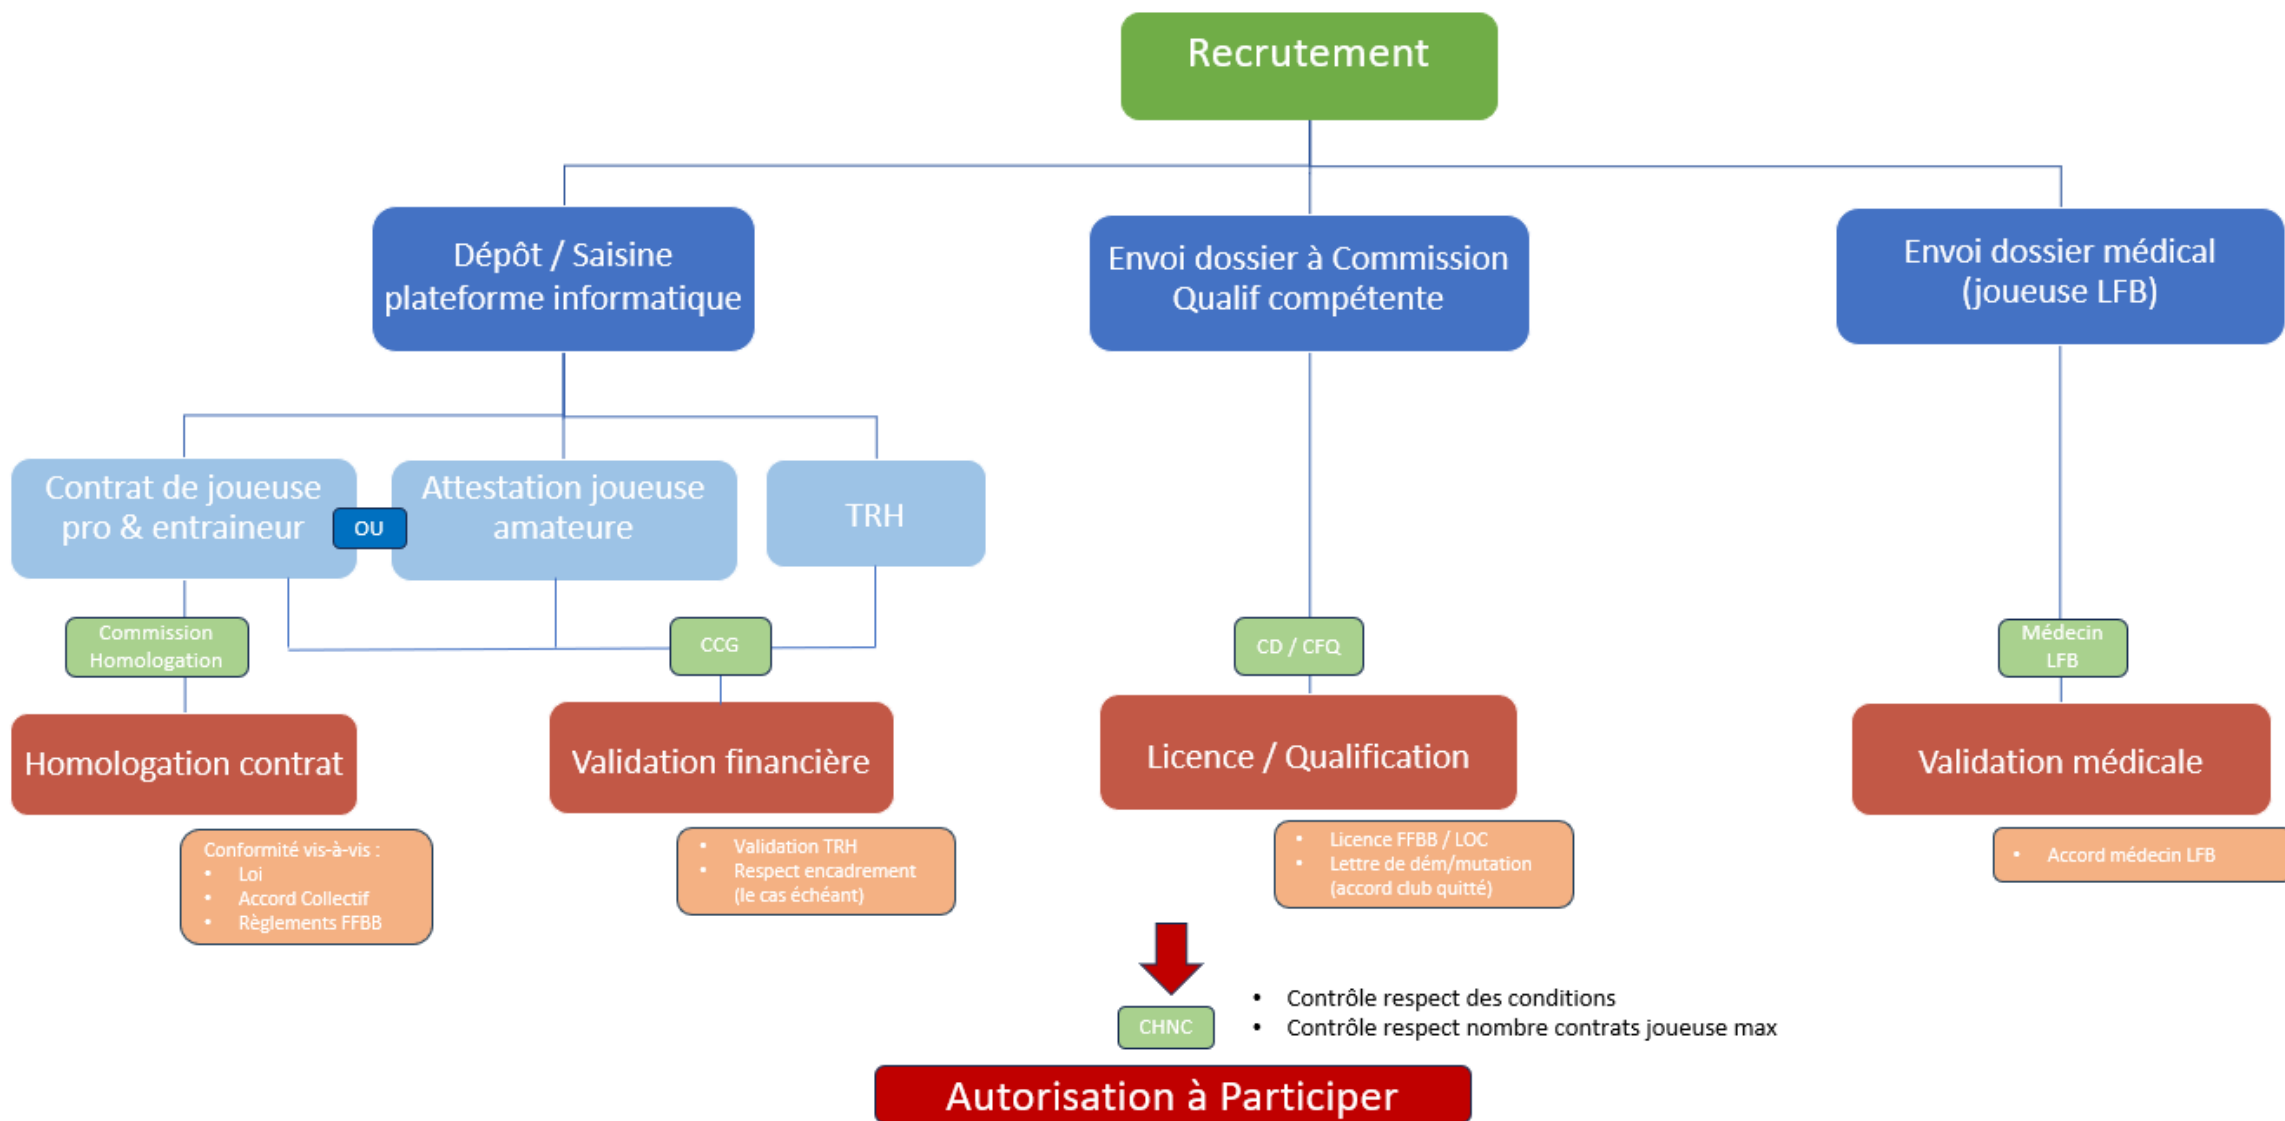 Recrutement
Dépôt / Saisine
plateforme informatique
Envoi dossier à Commission
Qualif compétente
Envoi dossier médical
(joueuse LFB)
Contrat de joueuse
pro & entraineur
OU
Attestation joueuse
amateure
TRH
Commission
Homologation
CCG
CD / CFQ
Médecin
LFB
Homologation contrat
Validation financière
Licence / Qualification
Validation médicale
Conformité vis-à-vis :
• Loi
• Accord Collectif
• Règlements FFBB
• Validation TRH
• Respect encadrement
(le cas échéant)
• Licence FFBB / LOC
• Lettre de dém/mutation
(accord club quitté)
• Accord médecin LFB
CHNC
• Contrôle respect des conditions
• Contrôle respect nombre contrats joueuse max
Autorisation à Participer